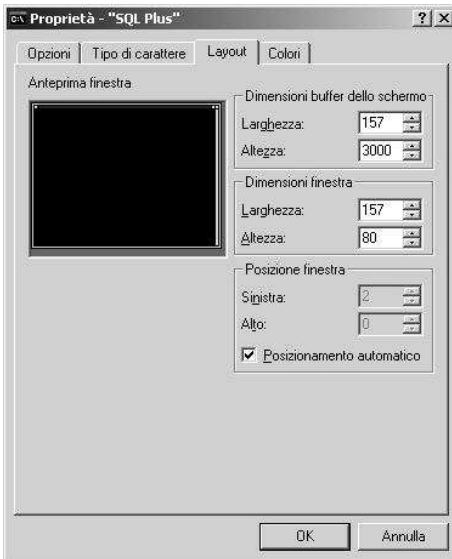 Proprietà - "SQL Plus"
Opzioni Tipo di carattere Layout Colori
Anteprima finestra
Dimensioni buffer dello schermo
Larghezza: 157
Altezza: 3000
Dimensioni finestra
Larghezza: 157
Altezza: 80
Posizione finestra
Sinistra: 2
Alto: 0
Posizionamento automatico
OK Annulla